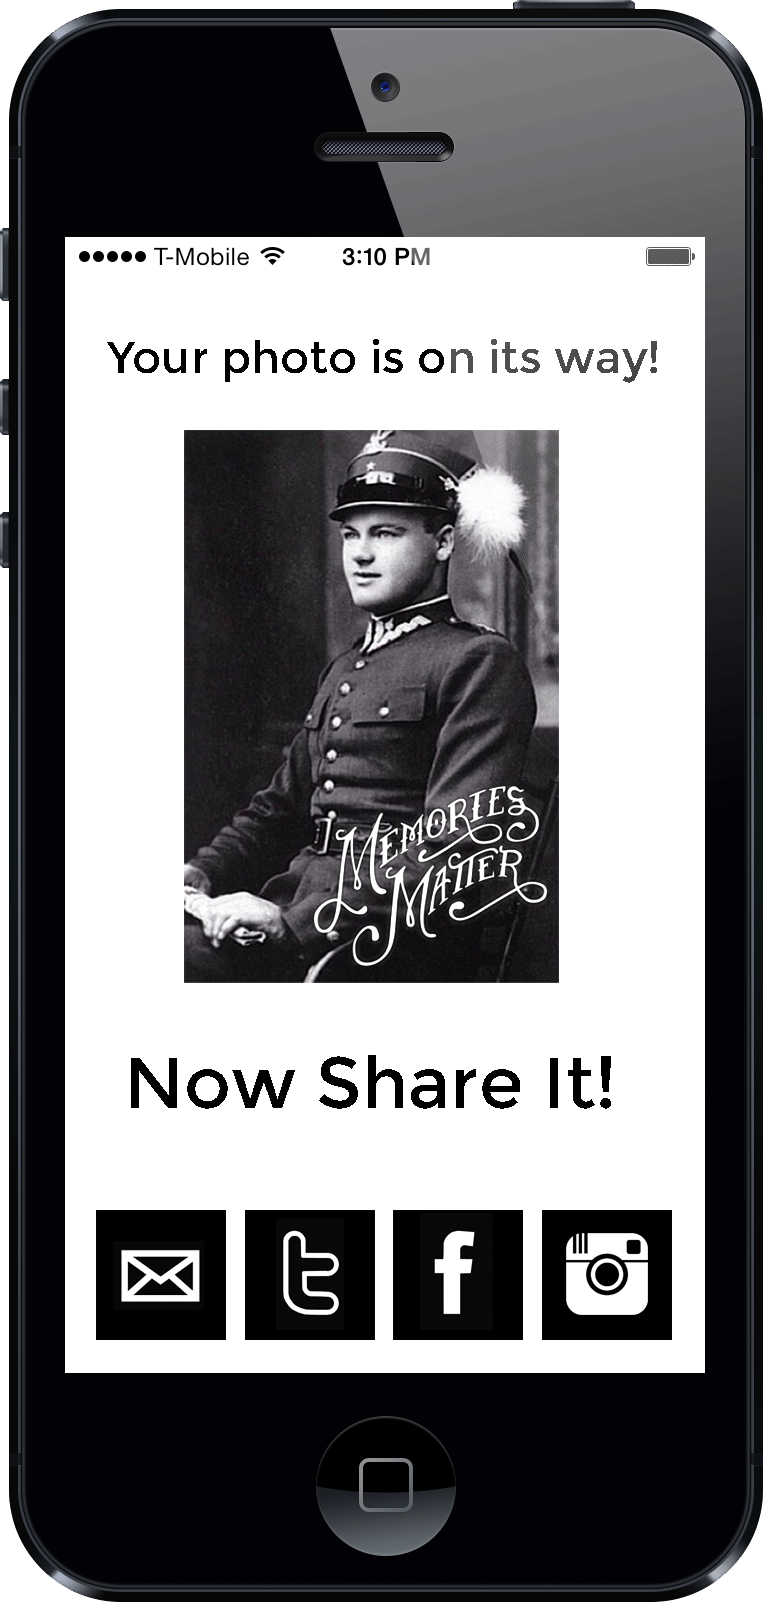 T-Mobile 3:10 PM
Your photo is on its way!
MEMORIES
MATTER
Now Share It!